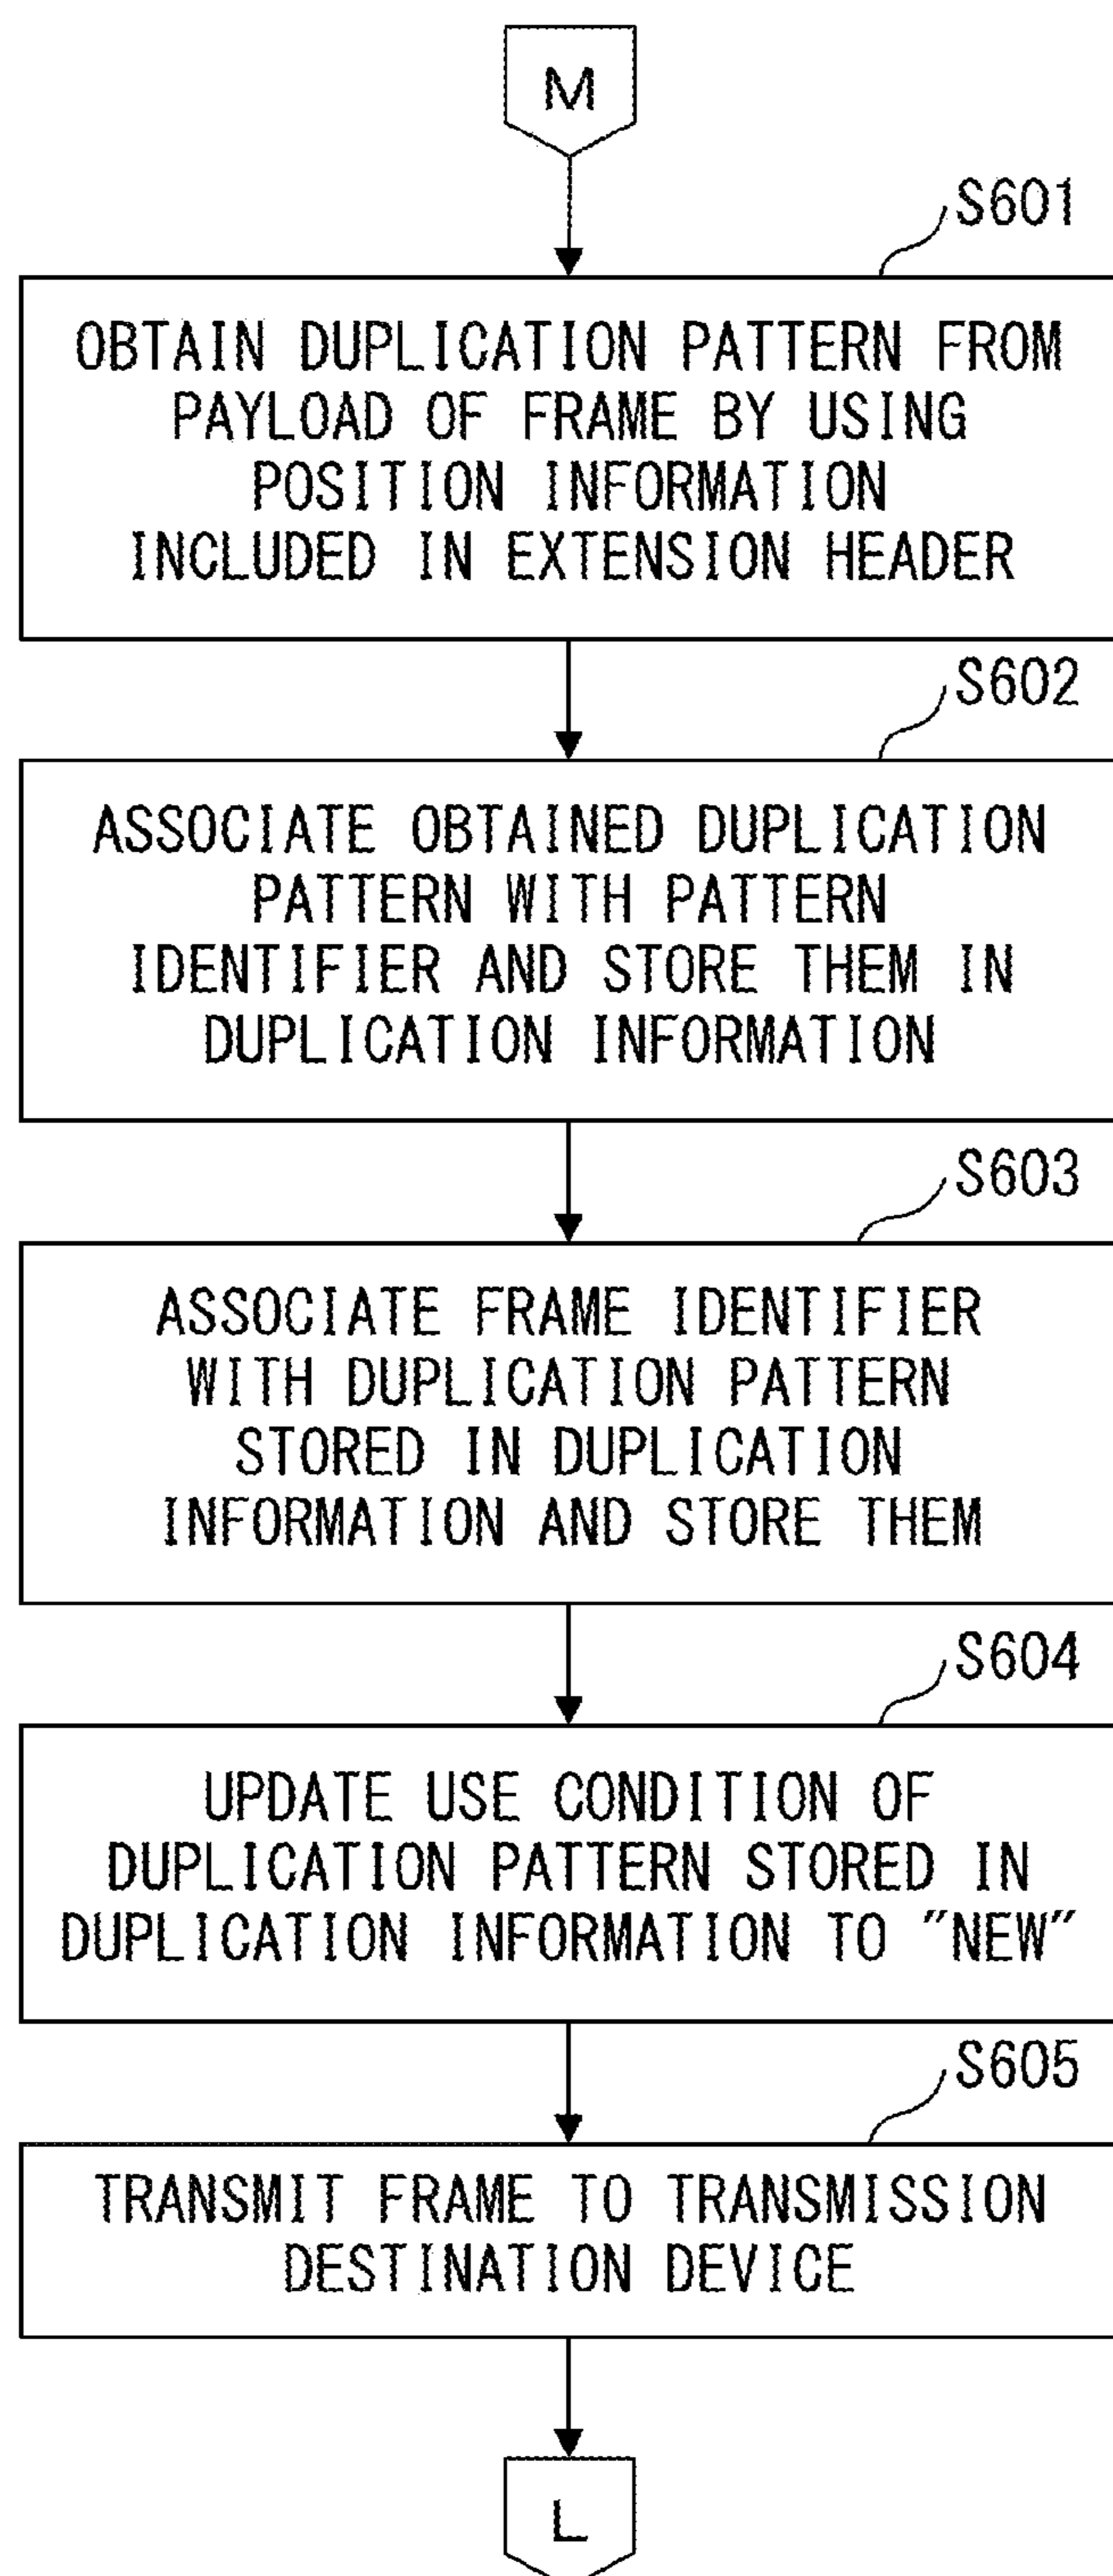 M
S601
OBTAIN DUPLICATION PATTERN FROM
PAYLOAD OF FRAME BY USING
POSITION INFORMATION
INCLUDED IN EXTENSION HEADER
S602
ASSOCIATE OBTAINED DUPLICATION
PATTERN WITH PATTERN
IDENTIFIER AND STORE THEM IN
DUPLICATION INFORMATION
S603
ASSOCIATE FRAME IDENTIFIER
WITH DUPLICATION PATTERN
STORED IN DUPLICATION
INFORMATION AND STORE THEM
S604
UPDATE USE CONDITION OF
DUPLICATION PATTERN STORED IN
DUPLICATION INFORMATION TO "NEW"
S605
TRANSMIT FRAME TO TRANSMISSION
DESTINATION DEVICE
L